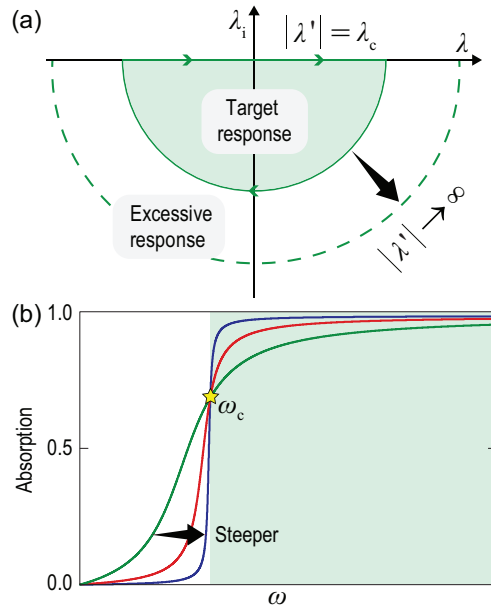 (a)
λi
|λ'| = λc
λ
Target
response
Excessive
response
|λ'| → ∞
(b)
1.0
0.5
0.0
Absorption
ωc
Steeper
ω